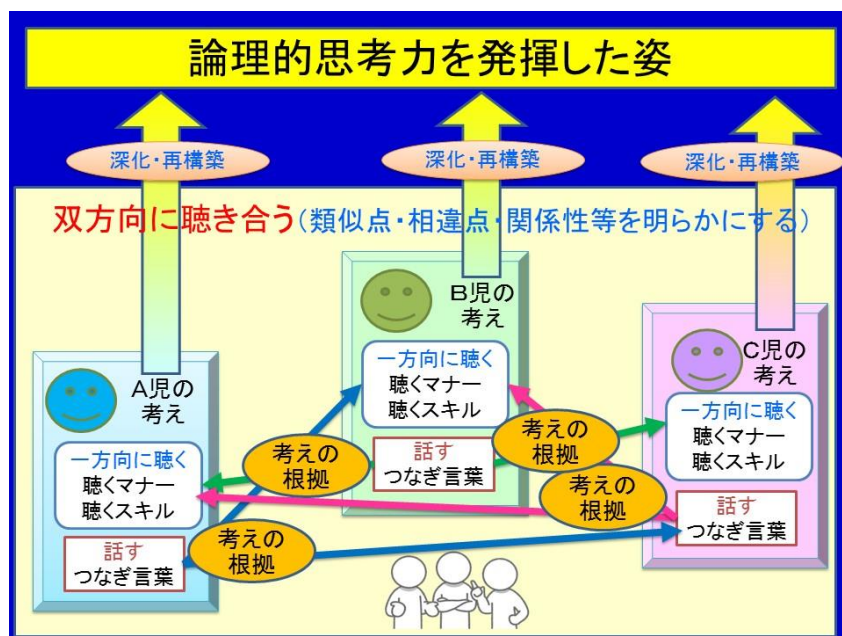 論理的思考力を発揮した姿
深化・再構築
深化・再構築
深化・再構築
双方向に聴き合う(類似点・相違点・関係性等を明らかにする)
A児の
考え
一方向に聴く
聴くマナー
聴くスキル
話す
つなぎ言葉
B児の
考え
一方向に聴く
聴くマナー
聴くスキル
話す
つなぎ言葉
C児の
考え
一方向に聴く
聴くマナー
聴くスキル
話す
つなぎ言葉
考えの
根拠
考えの
根拠
考えの
根拠
考えの
根拠